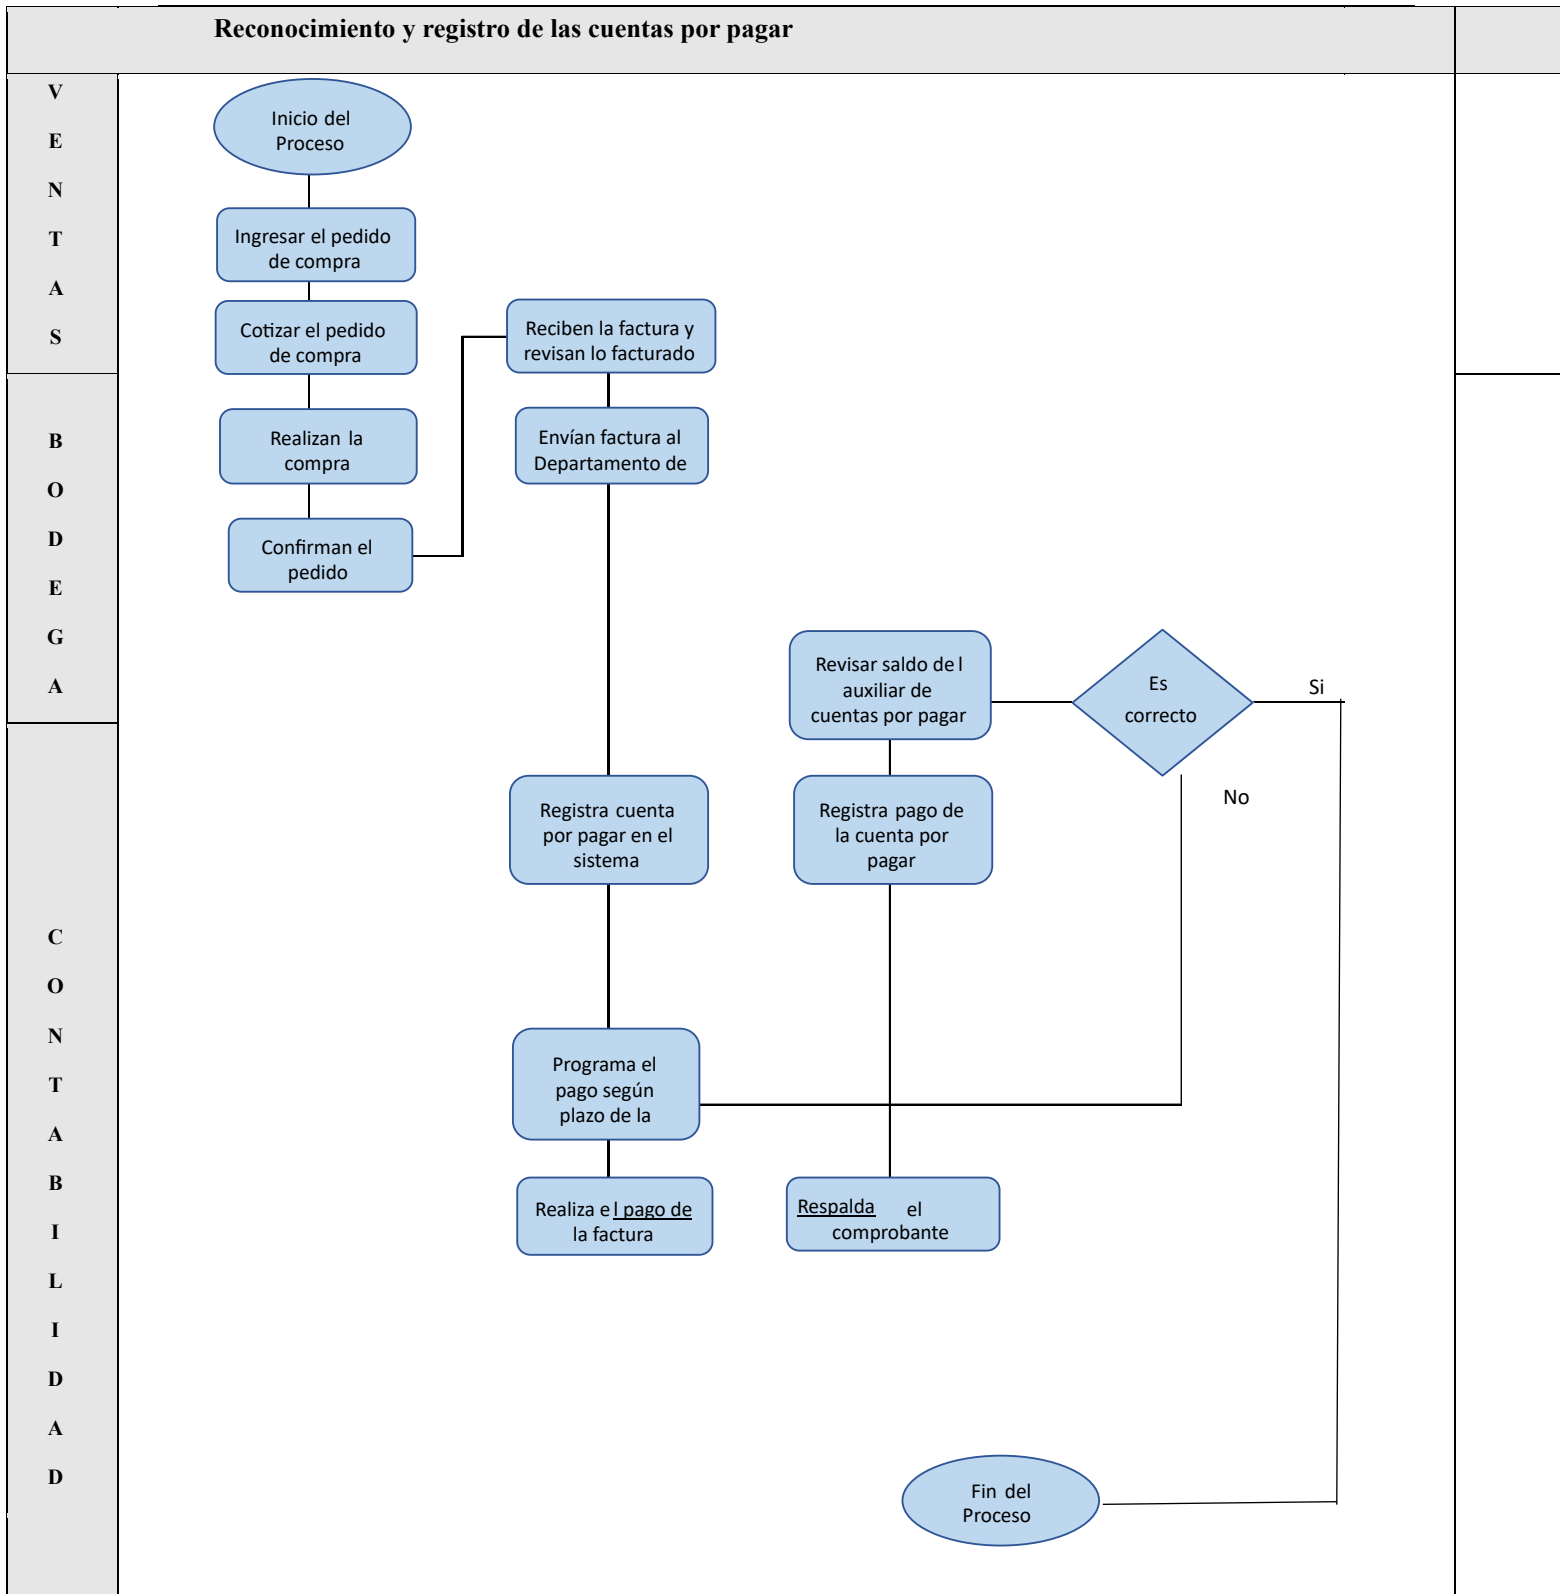 Reconocimiento y registro de las cuentas por pagar
V
E
N
T
A
S
Inicio del
Proceso
Ingresar el pedido
de compra
Cotizar el pedido
de compra
Reciben la factura y
revisan lo facturado
B
O
D
E
G
A
Realizan la
compra
Envían factura al
Departamento de
Confirman el
pedido
Revisar saldo de l
auxiliar de
cuentas por pagar
Es
correcto
Si
No
C
O
N
T
A
B
I
L
I
D
A
D
Registra cuenta
por pagar en el
sistema
Registra pago de
la cuenta por
pagar
Programa el
pago según
plazo de la
Realiza el pago de
la factura
Respalda el
comprobante
Fin del
Proceso